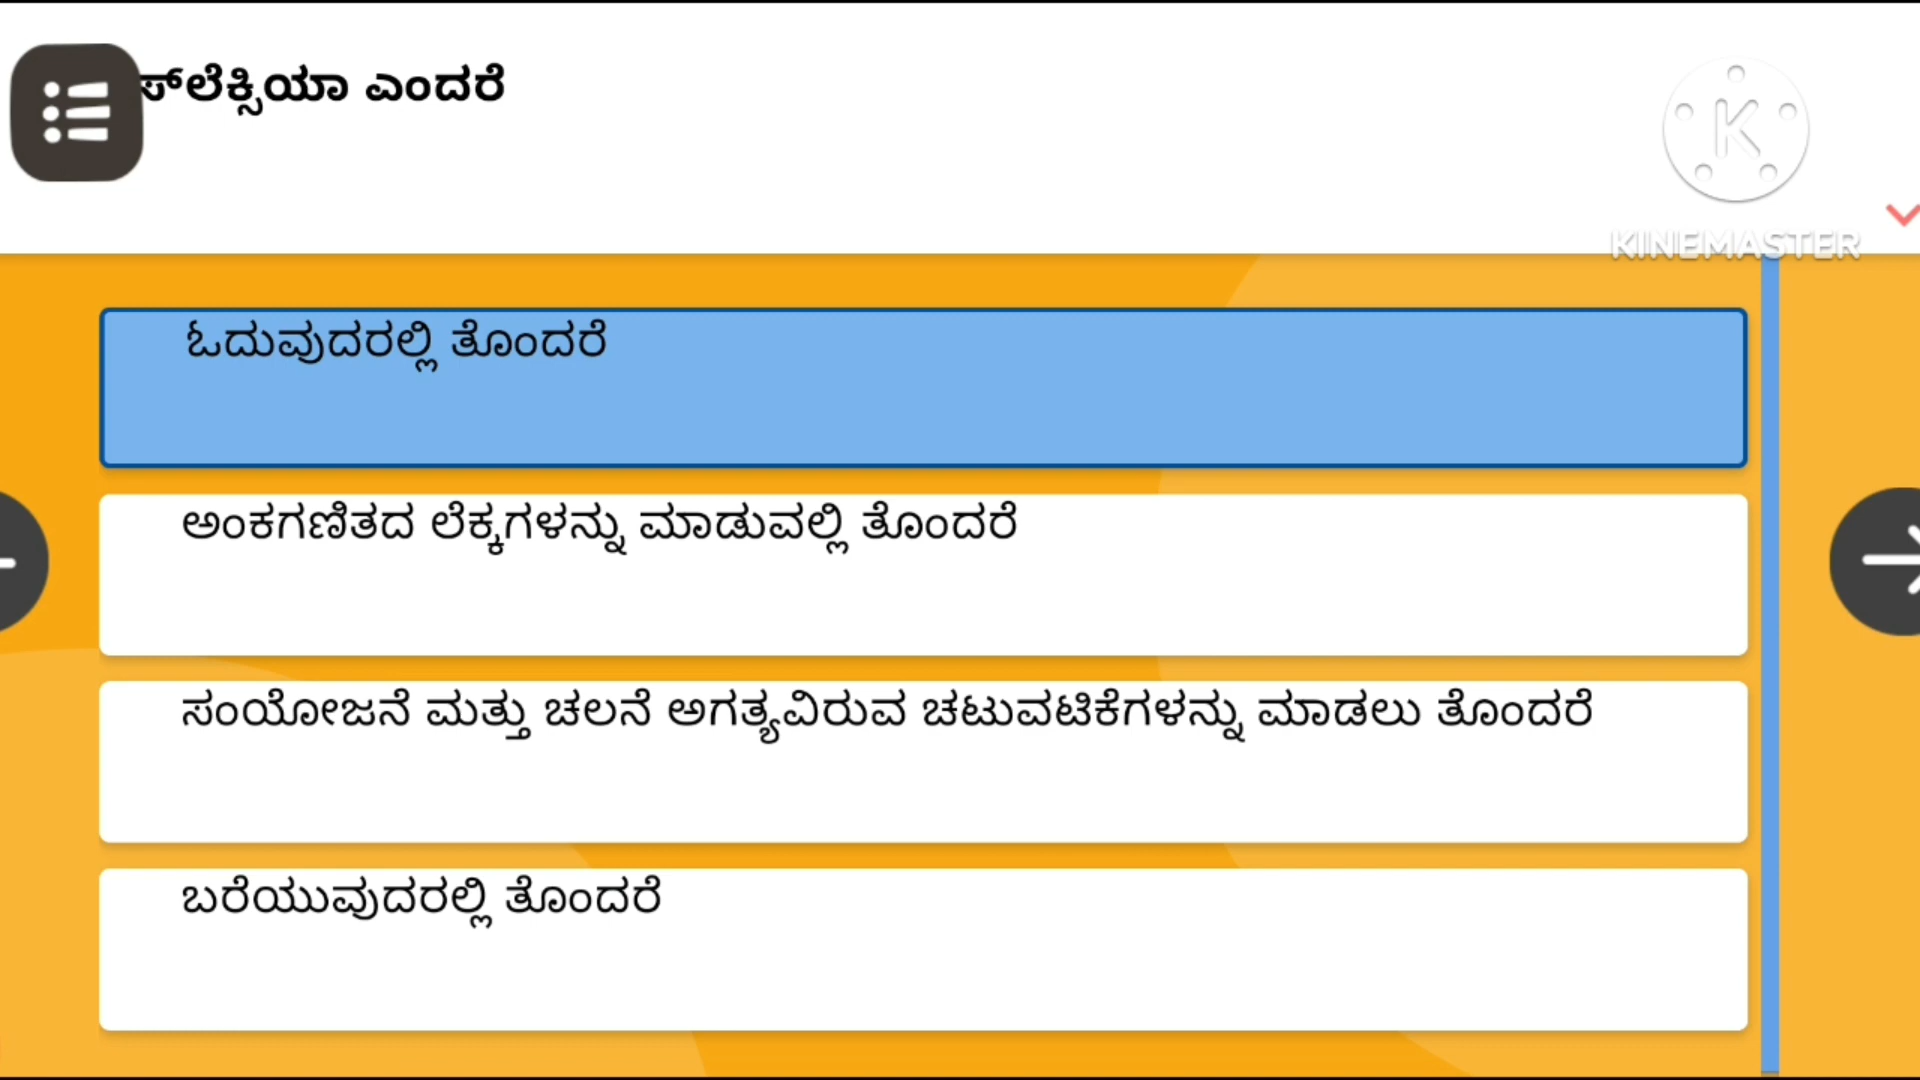 ಸ್‌ಲೆಕ್ಸಿಯಾ ಎಂದರೆ
KINEMASTER
ಓದುವುದರಲ್ಲಿ ತೊಂದರೆ
ಅಂಕಗಣಿತದ ಲೆಕ್ಕಗಳನ್ನು ಮಾಡುವಲ್ಲಿ ತೊಂದರೆ
ಸಂಯೋಜನೆ ಮತ್ತು ಚಲನೆ ಅಗತ್ಯವಿರುವ ಚಟುವಟಿಕೆಗಳನ್ನು ಮಾಡಲು ತೊಂದರೆ
ಬರೆಯುವುದರಲ್ಲಿ ತೊಂದರೆ